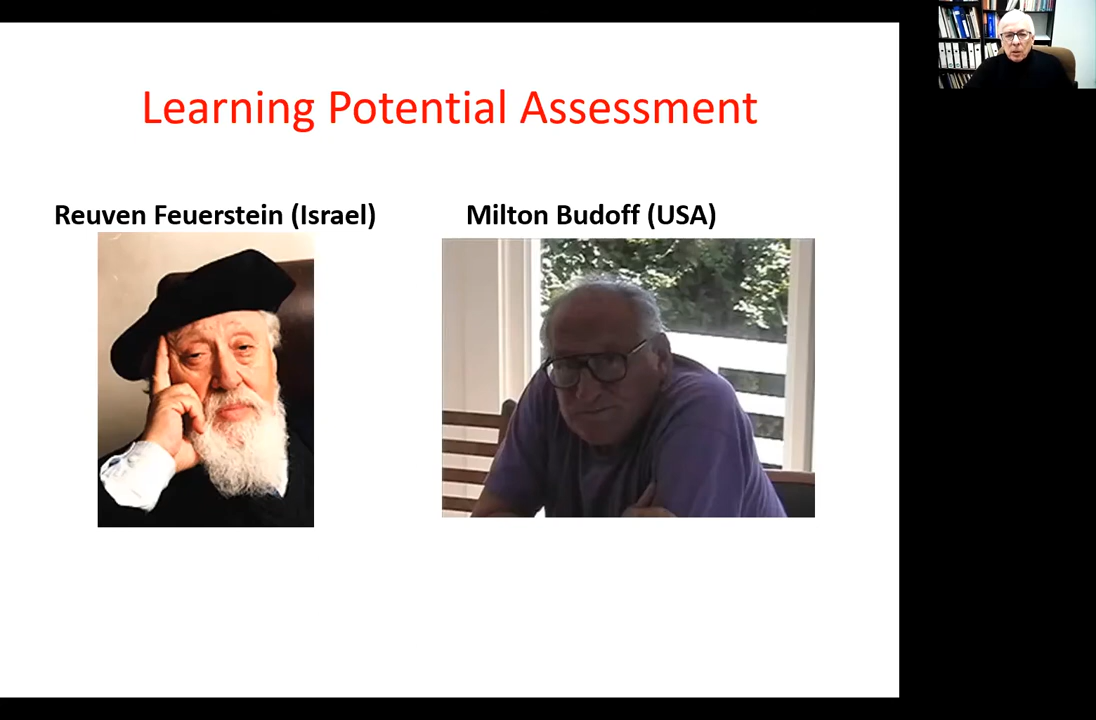 Learning Potential Assessment
Reuven Feuerstein (Israel)
Milton Budoff (USA)